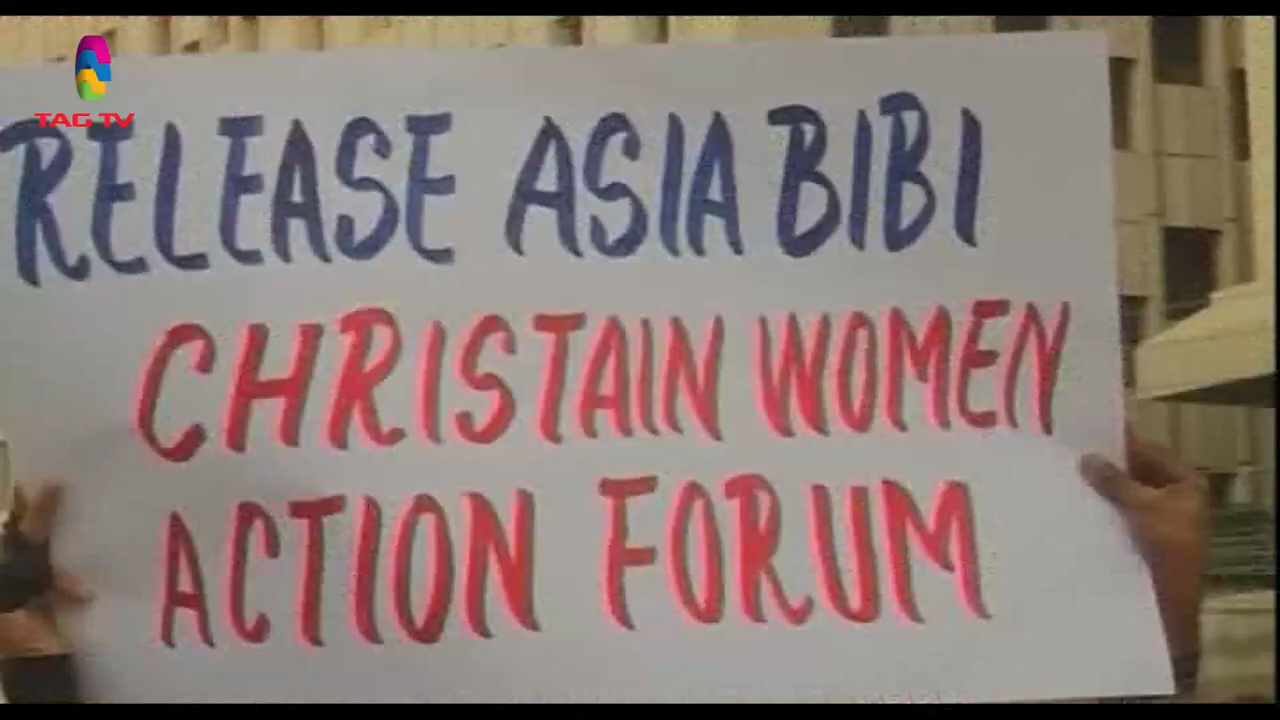 TAG TV
RELEASE ASIA BIBI
CHRISTAIN WOMEN
ACTION FORUM